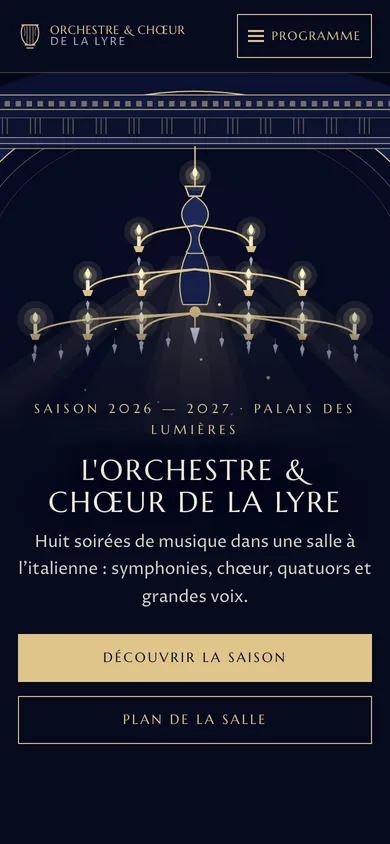 ORCHESTRE & CHŒUR
DE LA LYRE
PROGRAMME
SAISON 2026 — 2027 · PALAIS DES
LUMIÈRES
L'ORCHESTRE &
CHŒUR DE LA LYRE
Huit soirées de musique dans une salle à
l'italienne : symphonies, chœur, quatuors et
grandes voix.
DÉCOUVRIR LA SAISON
PLAN DE LA SALLE